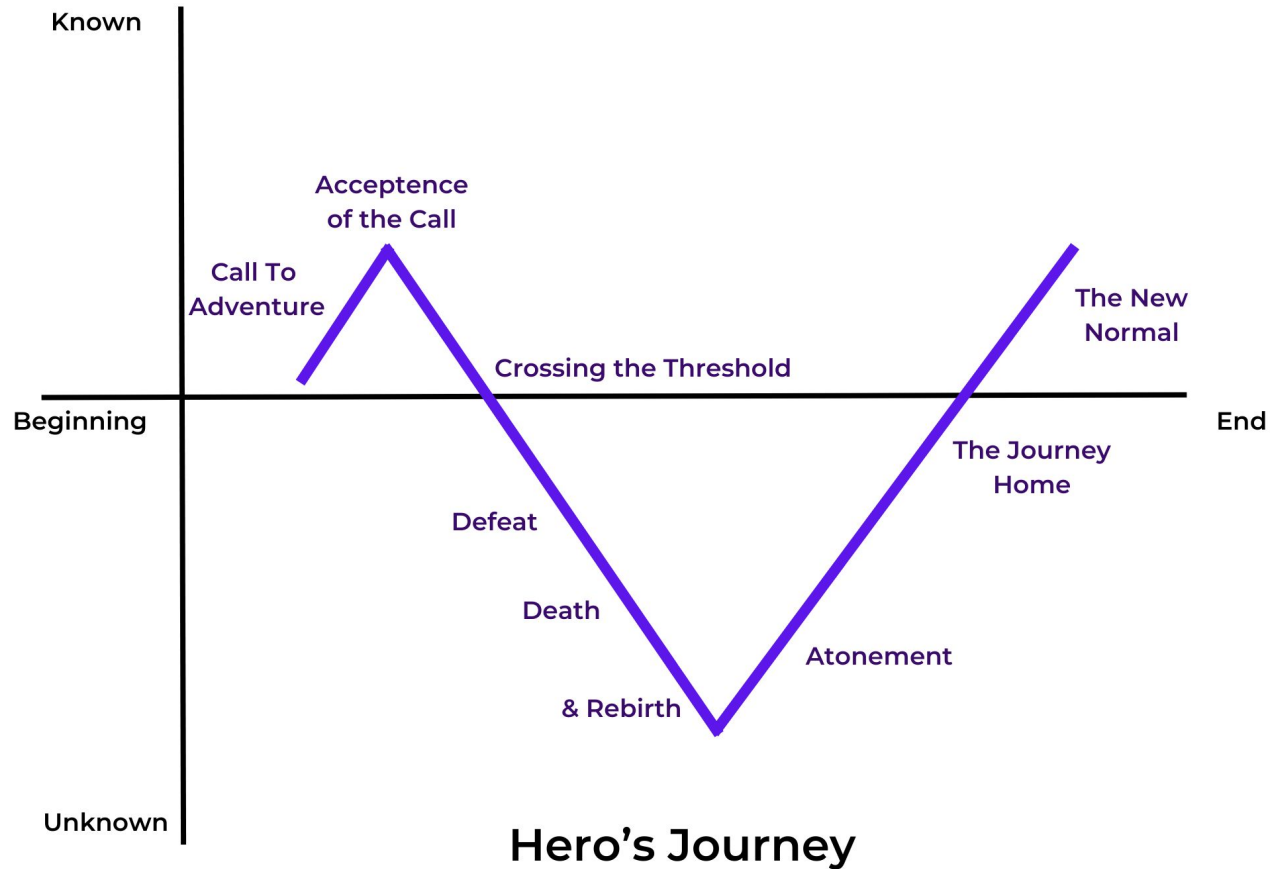 Known
Acceptence
of the Call
Call To
Adventure
The New
Normal
Crossing the Threshold
Beginning
End
The Journey
Home
Defeat
Death
Atonement
& Rebirth
Unknown
Hero’s Journey